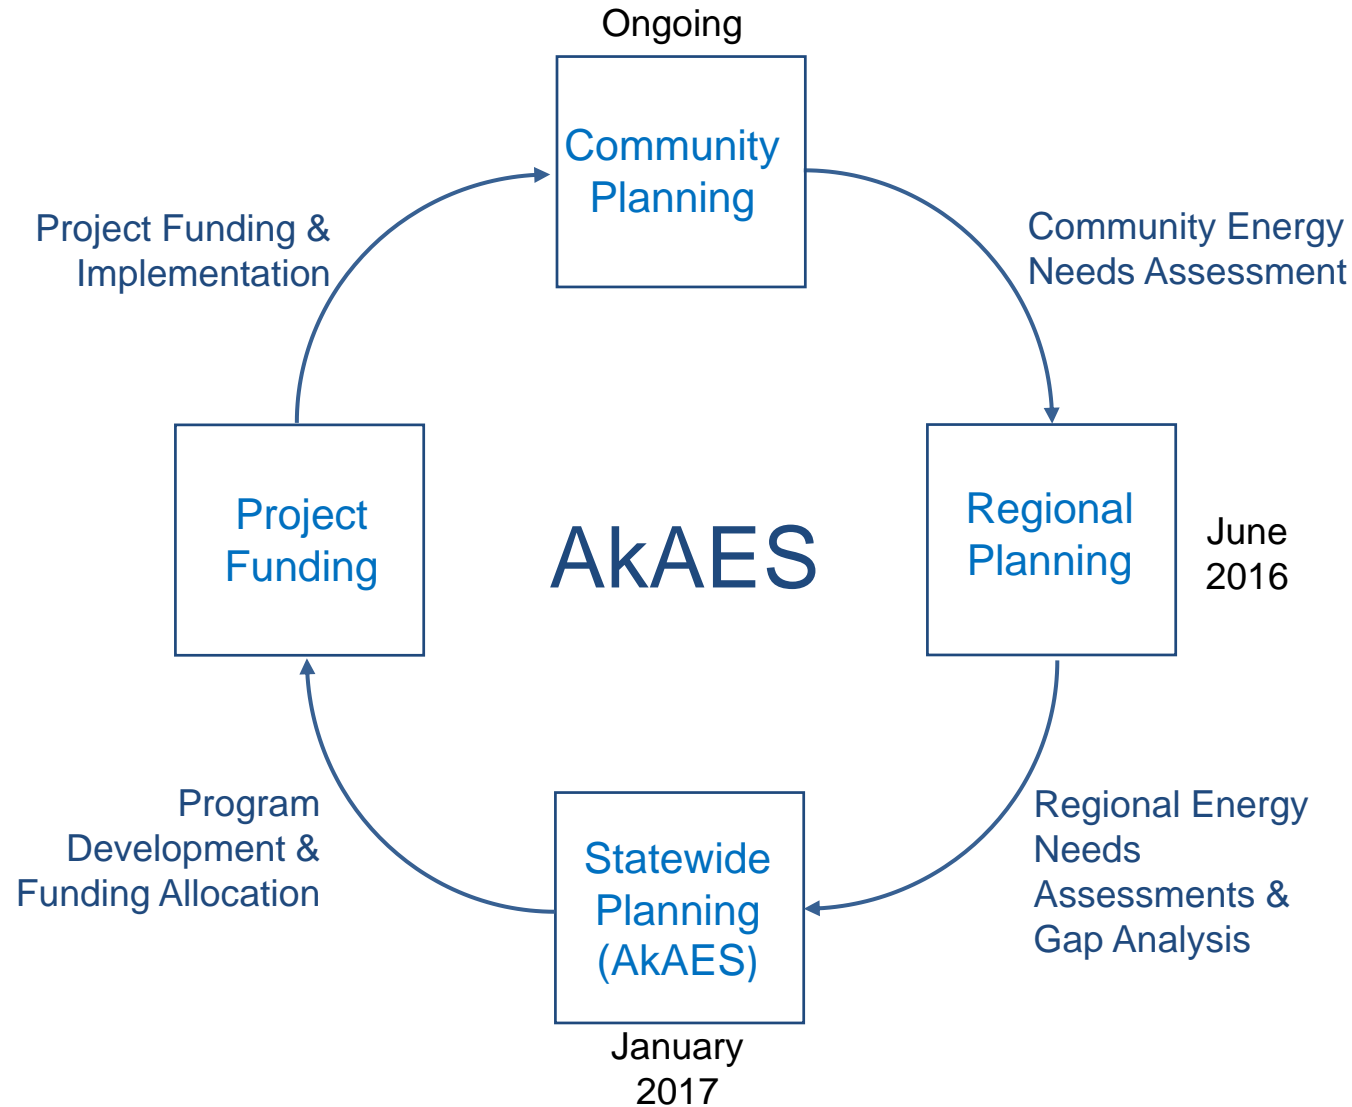 Ongoing
Community
Planning
Project Funding &
Implementation
Community Energy
Needs Assessment
Project
Funding
AkAES
Regional
Planning
June
2016
Program
Development &
Funding Allocation
Statewide
Planning
(AkAES)
Regional Energy
Needs
Assessments &
Gap Analysis
January
2017